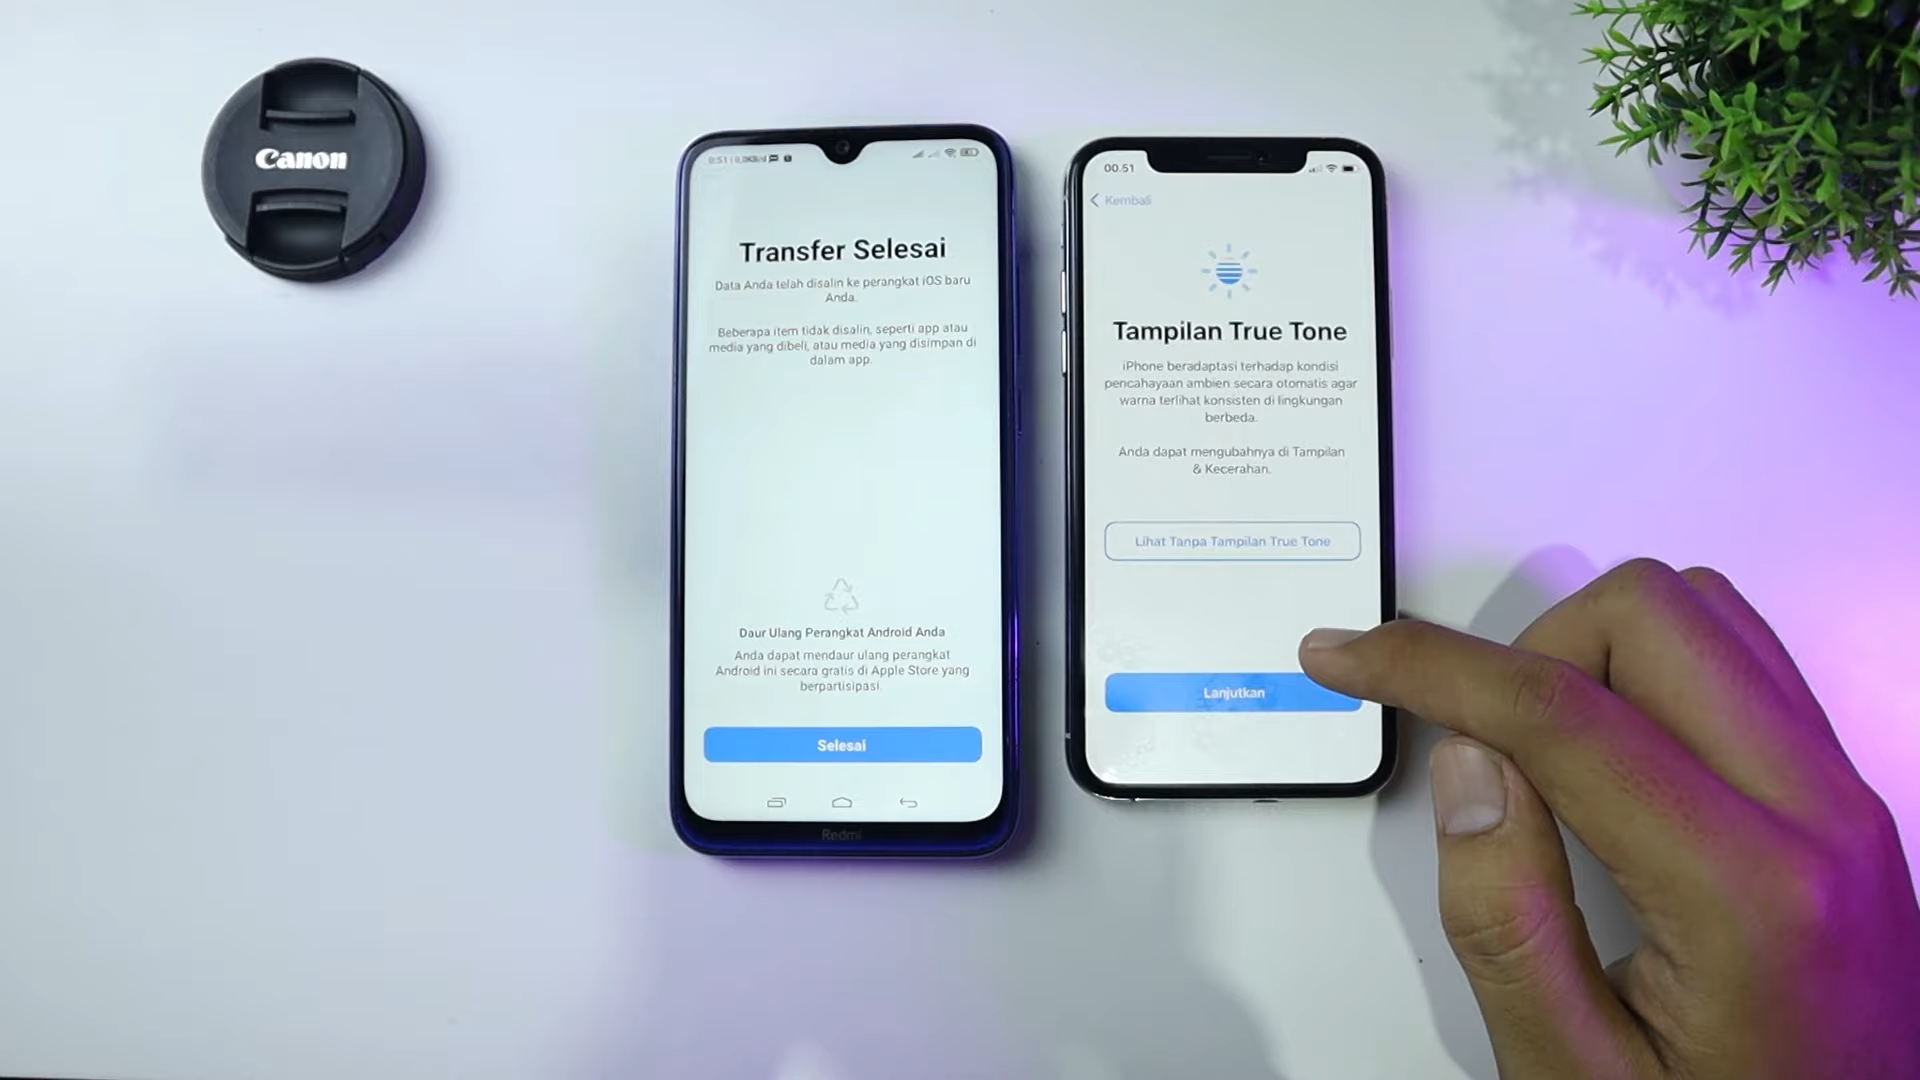 Canon
0:51 | 0,0KB/d
Transfer Selesai
Data Anda telah disalin ke perangkat iOS baru
Anda.
Beberapa item tidak disalin, seperti app atau
media yang dibeli, atau media yang disimpan di
dalam app.
Daur Ulang Perangkat Android Anda
Anda dapat mendaur ulang perangkat
Android ini secara gratis di Apple Store yang
berpartisipasi.
Selesai
Redmi
00.51
Kembali
Tampilan True Tone
iPhone beradaptasi terhadap kondisi
pencahayaan ambien secara otomatis agar
warna terlihat konsisten di lingkungan
berbeda.
Anda dapat mengubahnya di Tampilan
& Kecerahan.
Lihat Tanpa Tampilan True Tone
Lanjutkan